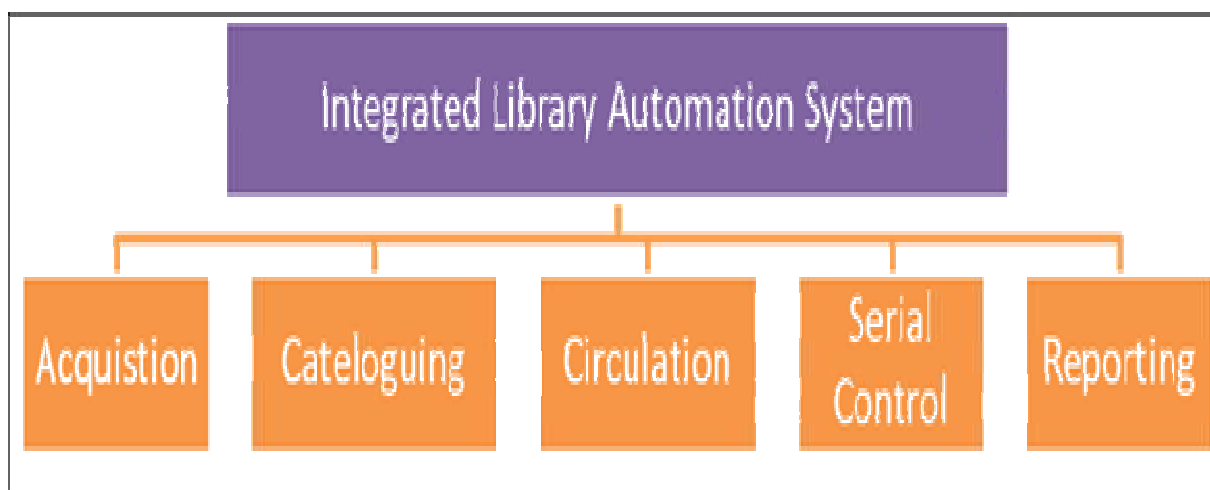 Integrated Library Automation System
Acquistion
Cateloguing
Circulation
Serial
Control
Reporting